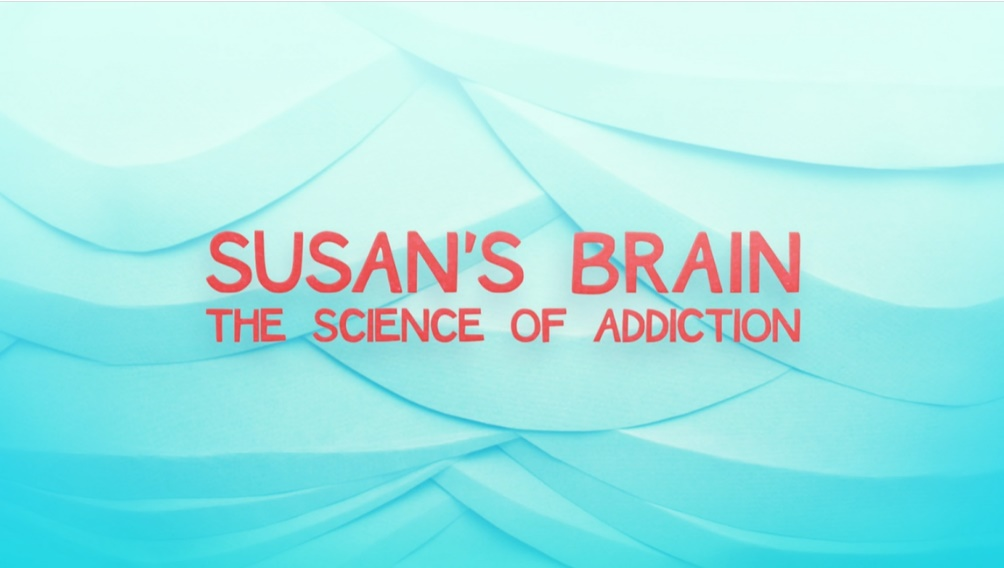 SUSAN'S BRAIN
THE SCIENCE OF ADDICTION